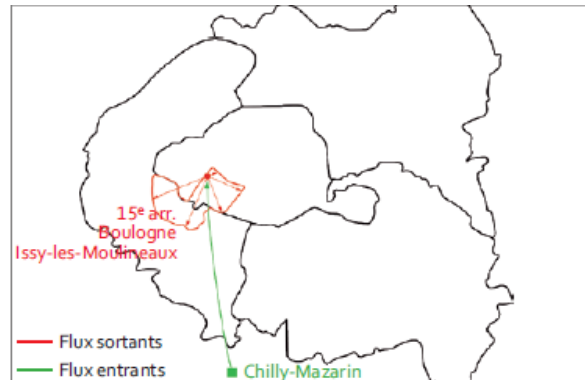 15e arr.
Boulogne
Issy-les-Moulineaux
Flux sortants
Flux entrants
Chilly-Mazarin